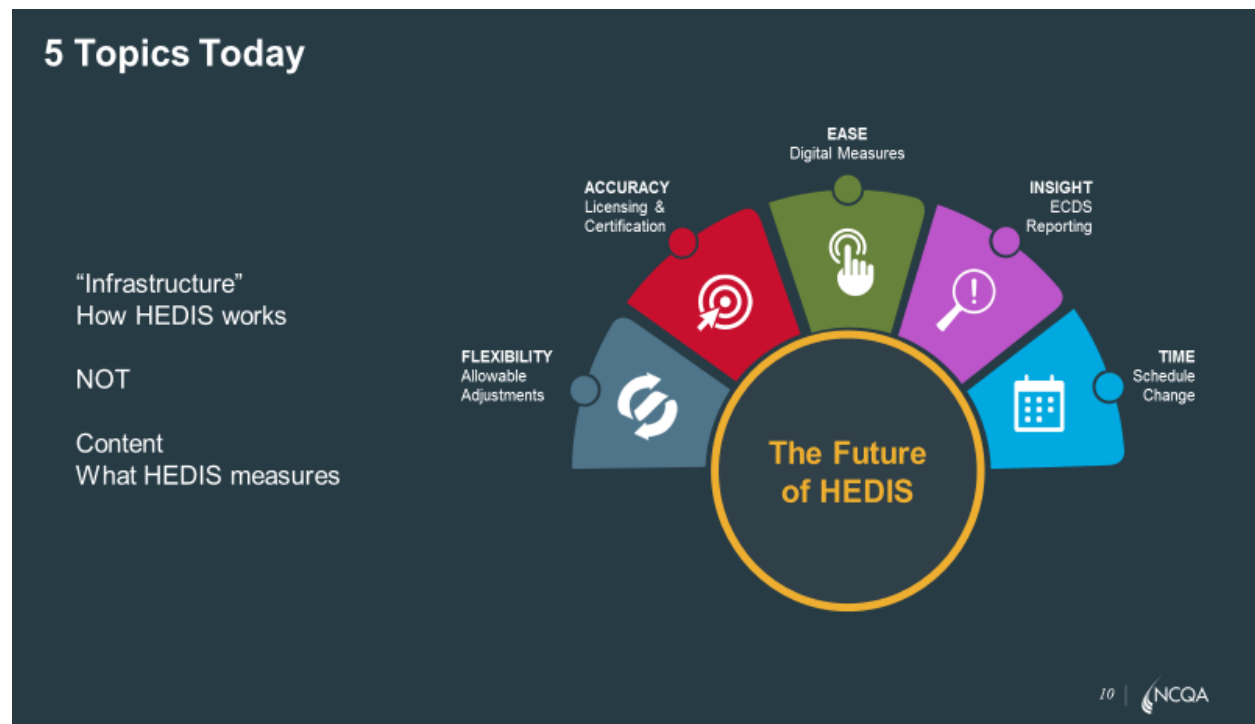 5 Topics Today
“Infrastructure”
How HEDIS works
NOT
Content
What HEDIS measures
FLEXIBILITY
Allowable
Adjustments
ACCURACY
Licensing &
Certification
EASE
Digital Measures
INSIGHT
ECDS
Reporting
TIME
Schedule
Change
The Future
of HEDIS
10
NCQA